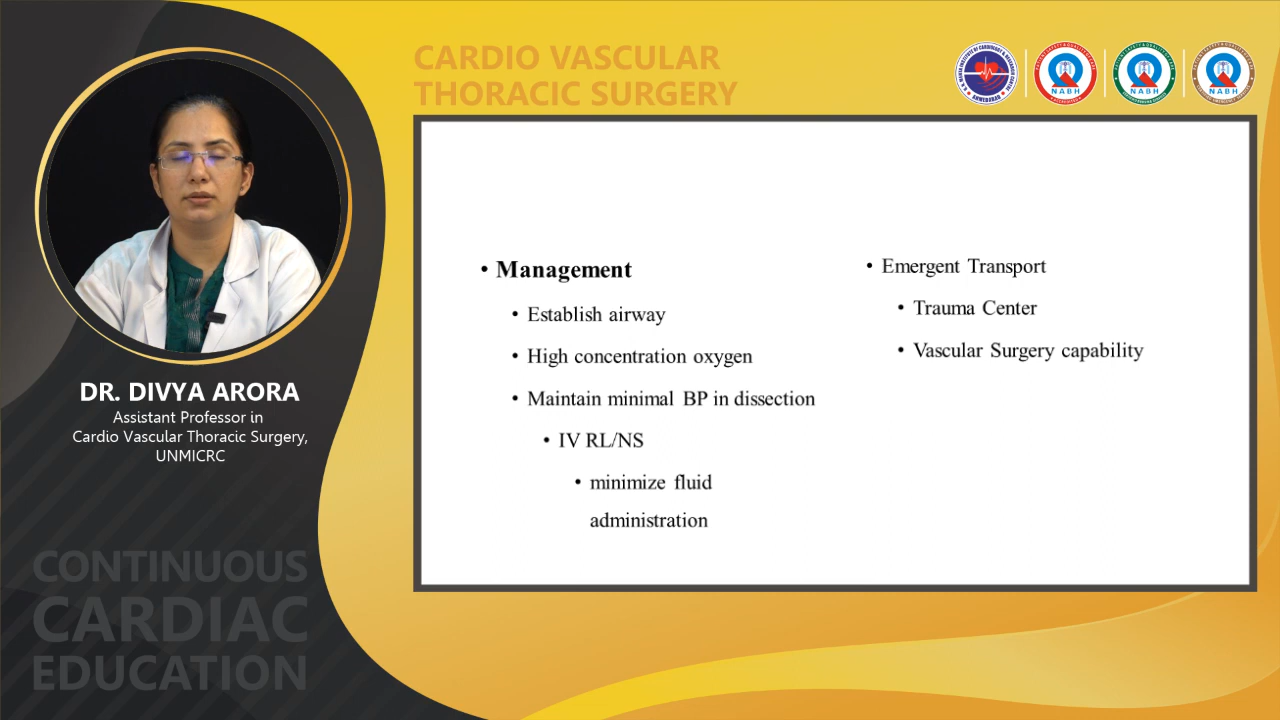 CARDIO VASCULAR
THORACIC SURGERY
NABH
NABH
NABH
• Management
• Establish airway
• High concentration oxygen
• Maintain minimal BP in dissection
• IV RL/NS
• minimize fluid
administration
• Emergent Transport
• Trauma Center
• Vascular Surgery capability
DR. DIVYA ARORA
Assistant Professor in
Cardio Vascular Thoracic Surgery,
UNMICRC
CONTINUOUS
CARDIAC
EDUCATION